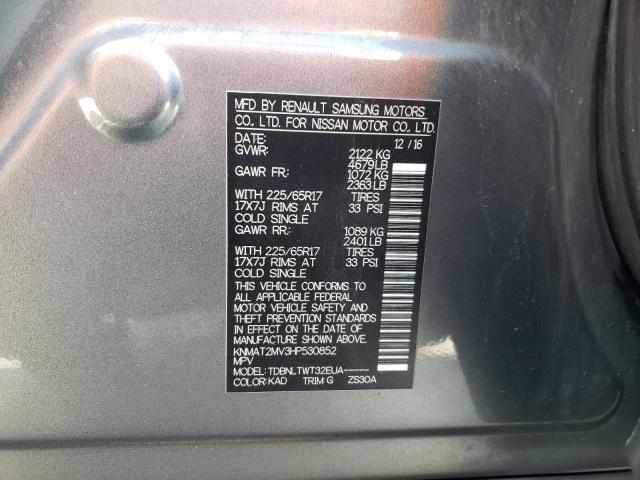 MFD BY RENAULT SAMSUNG MOTORS
CO., LTD. FOR NISSAN MOTOR CO., LTD.
DATE: 12 / 16
GVWR: 2122 KG
4679 LB
GAWR FR.: 1072 KG
2363 LB
WITH 225/65R17 TIRES
17X7J RIMS AT 33 PSI
COLD SINGLE
GAWR RR.: 1089 KG
2401 LB
WITH 225/65R17 TIRES
17X7J RIMS AT 33 PSI
COLD SINGLE
THIS VEHICLE CONFORMS TO
ALL APPLICABLE FEDERAL
MOTOR VEHICLE SAFETY AND
THEFT PREVENTION STANDARDS
IN EFFECT ON THE DATE OF
MANUFACTURE SHOWN ABOVE.
KNMAT2MV3HP530852
MPV
MODEL: TDBNLTWT32EUA------
COLOR: KAD TRIM: G ZS30A